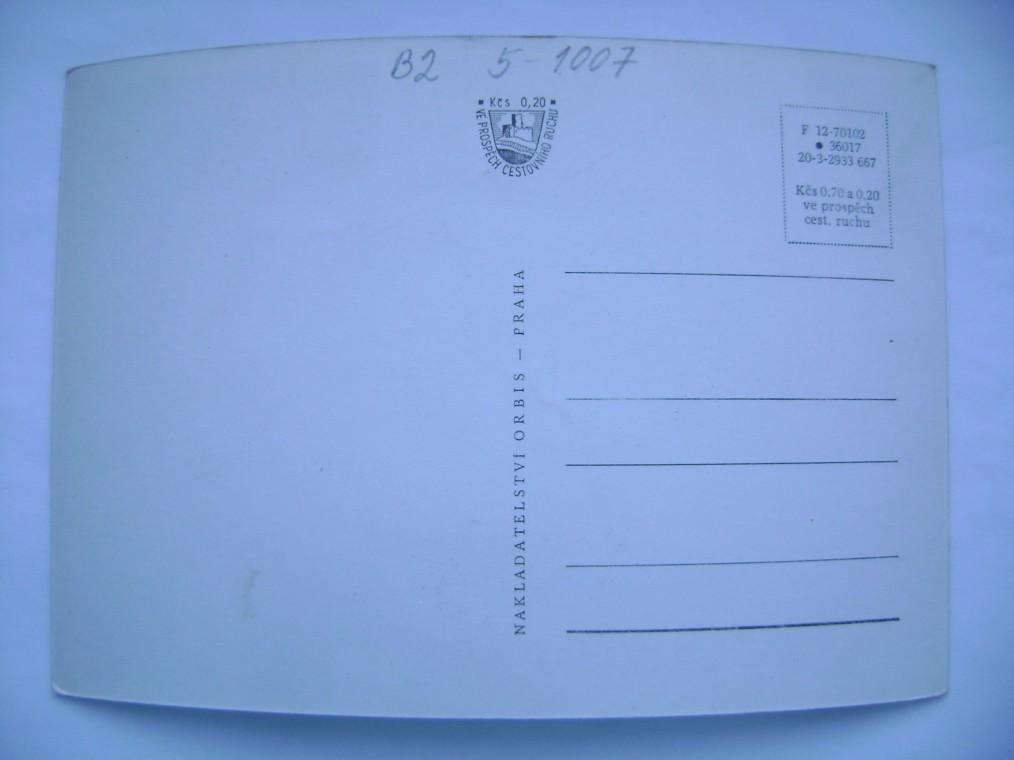 B2 5-1007
Kčs 0,20
VE PROSPĚCH CESTOVNÍHO RUCHU
F 12-70102
36017
20-3-2933 667
Kčs 0,70 a 0,20
ve prospěch
cest. ruchu
NAKLADATELSTVÍ ORBIS — PRAHA